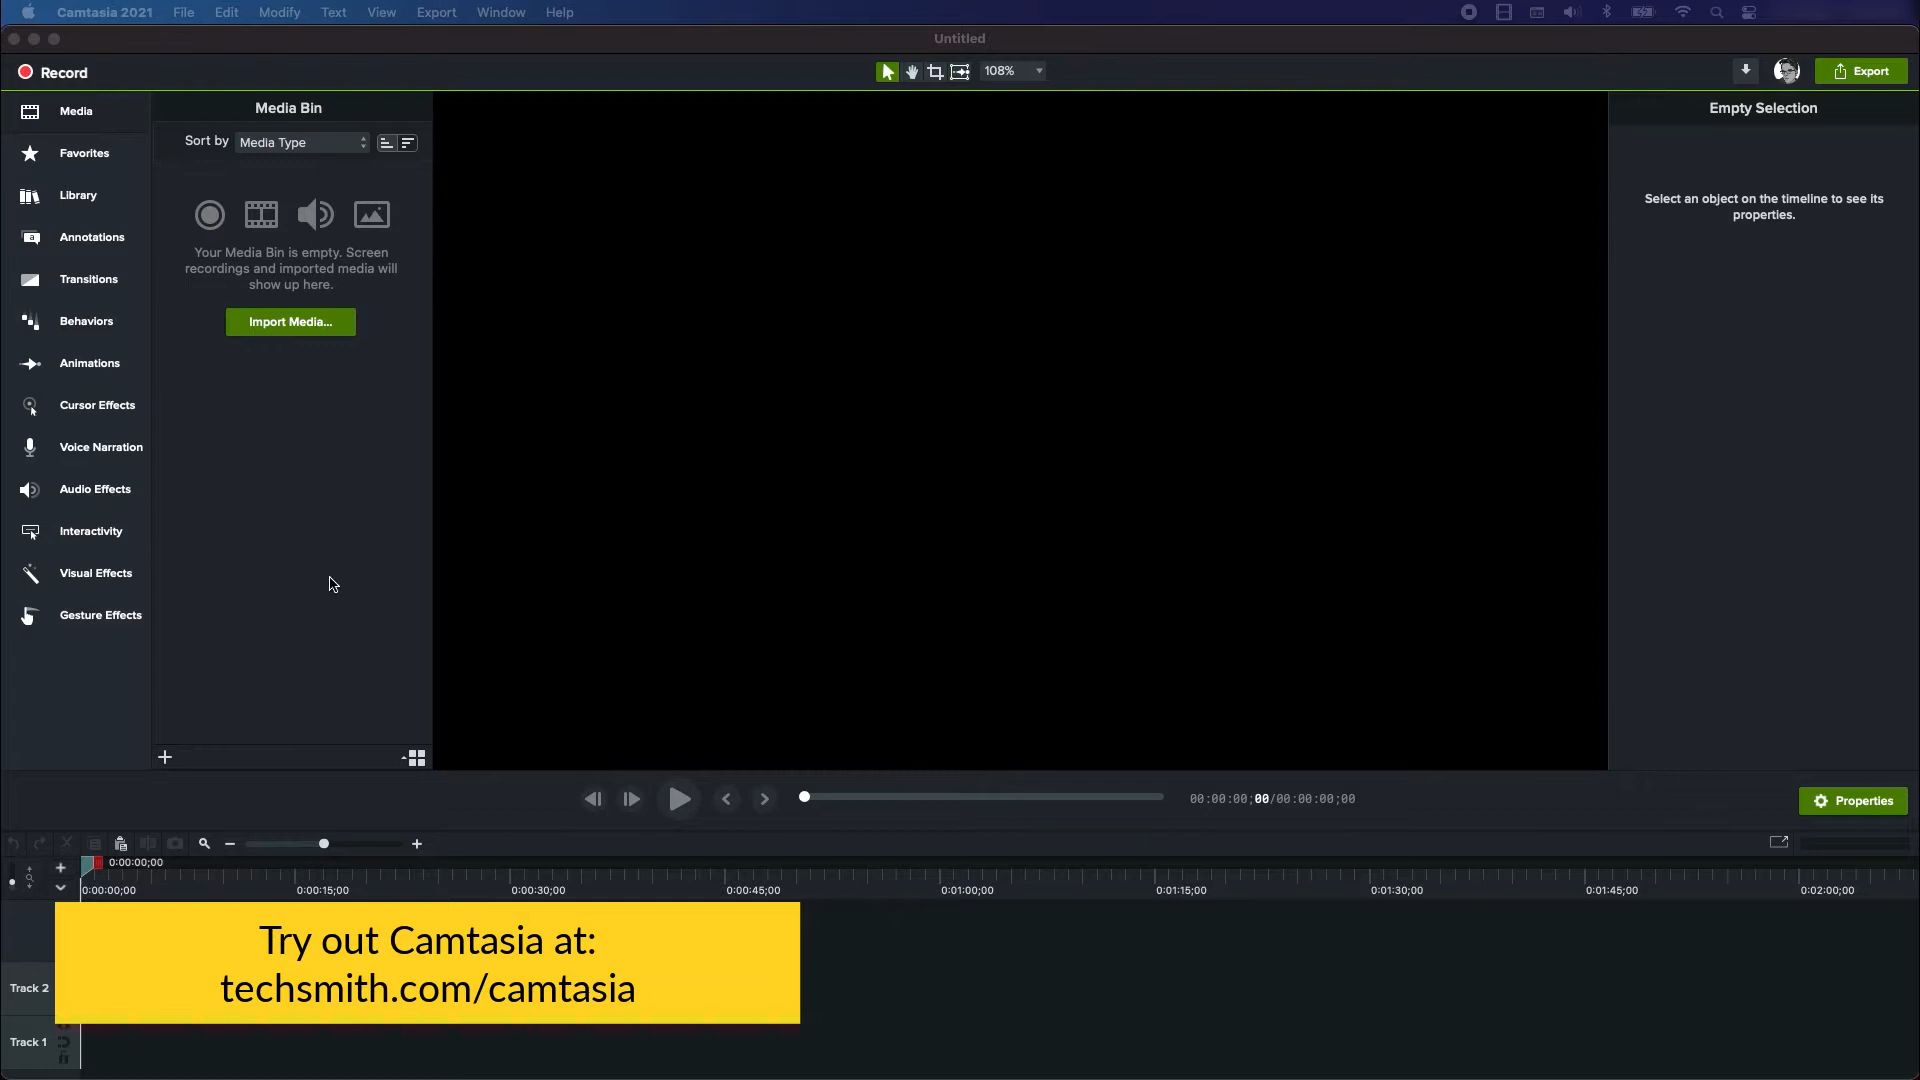 Camtasia 2021 File Edit Modify Text View Export Window Help
Untitled
Record
108%
Export
Media
Favorites
Library
Annotations
Transitions
Behaviors
Animations
Cursor Effects
Voice Narration
Audio Effects
Interactivity
Visual Effects
Gesture Effects
Media Bin
Sort by Media Type
Your Media Bin is empty. Screen
recordings and imported media will
show up here.
Import Media...
Empty Selection
Select an object on the timeline to see its
properties.
00:00:00;00/00:00:00;00
Properties
0:00:00;00
0:00:00;00 0:00:15;00 0:00:30;00 0:00:45;00 0:01:00;00 0:01:15;00 0:01:30;00 0:01:45;00 0:02:00;00
Try out Camtasia at:
techsmith.com/camtasia
Track 2
Track 1